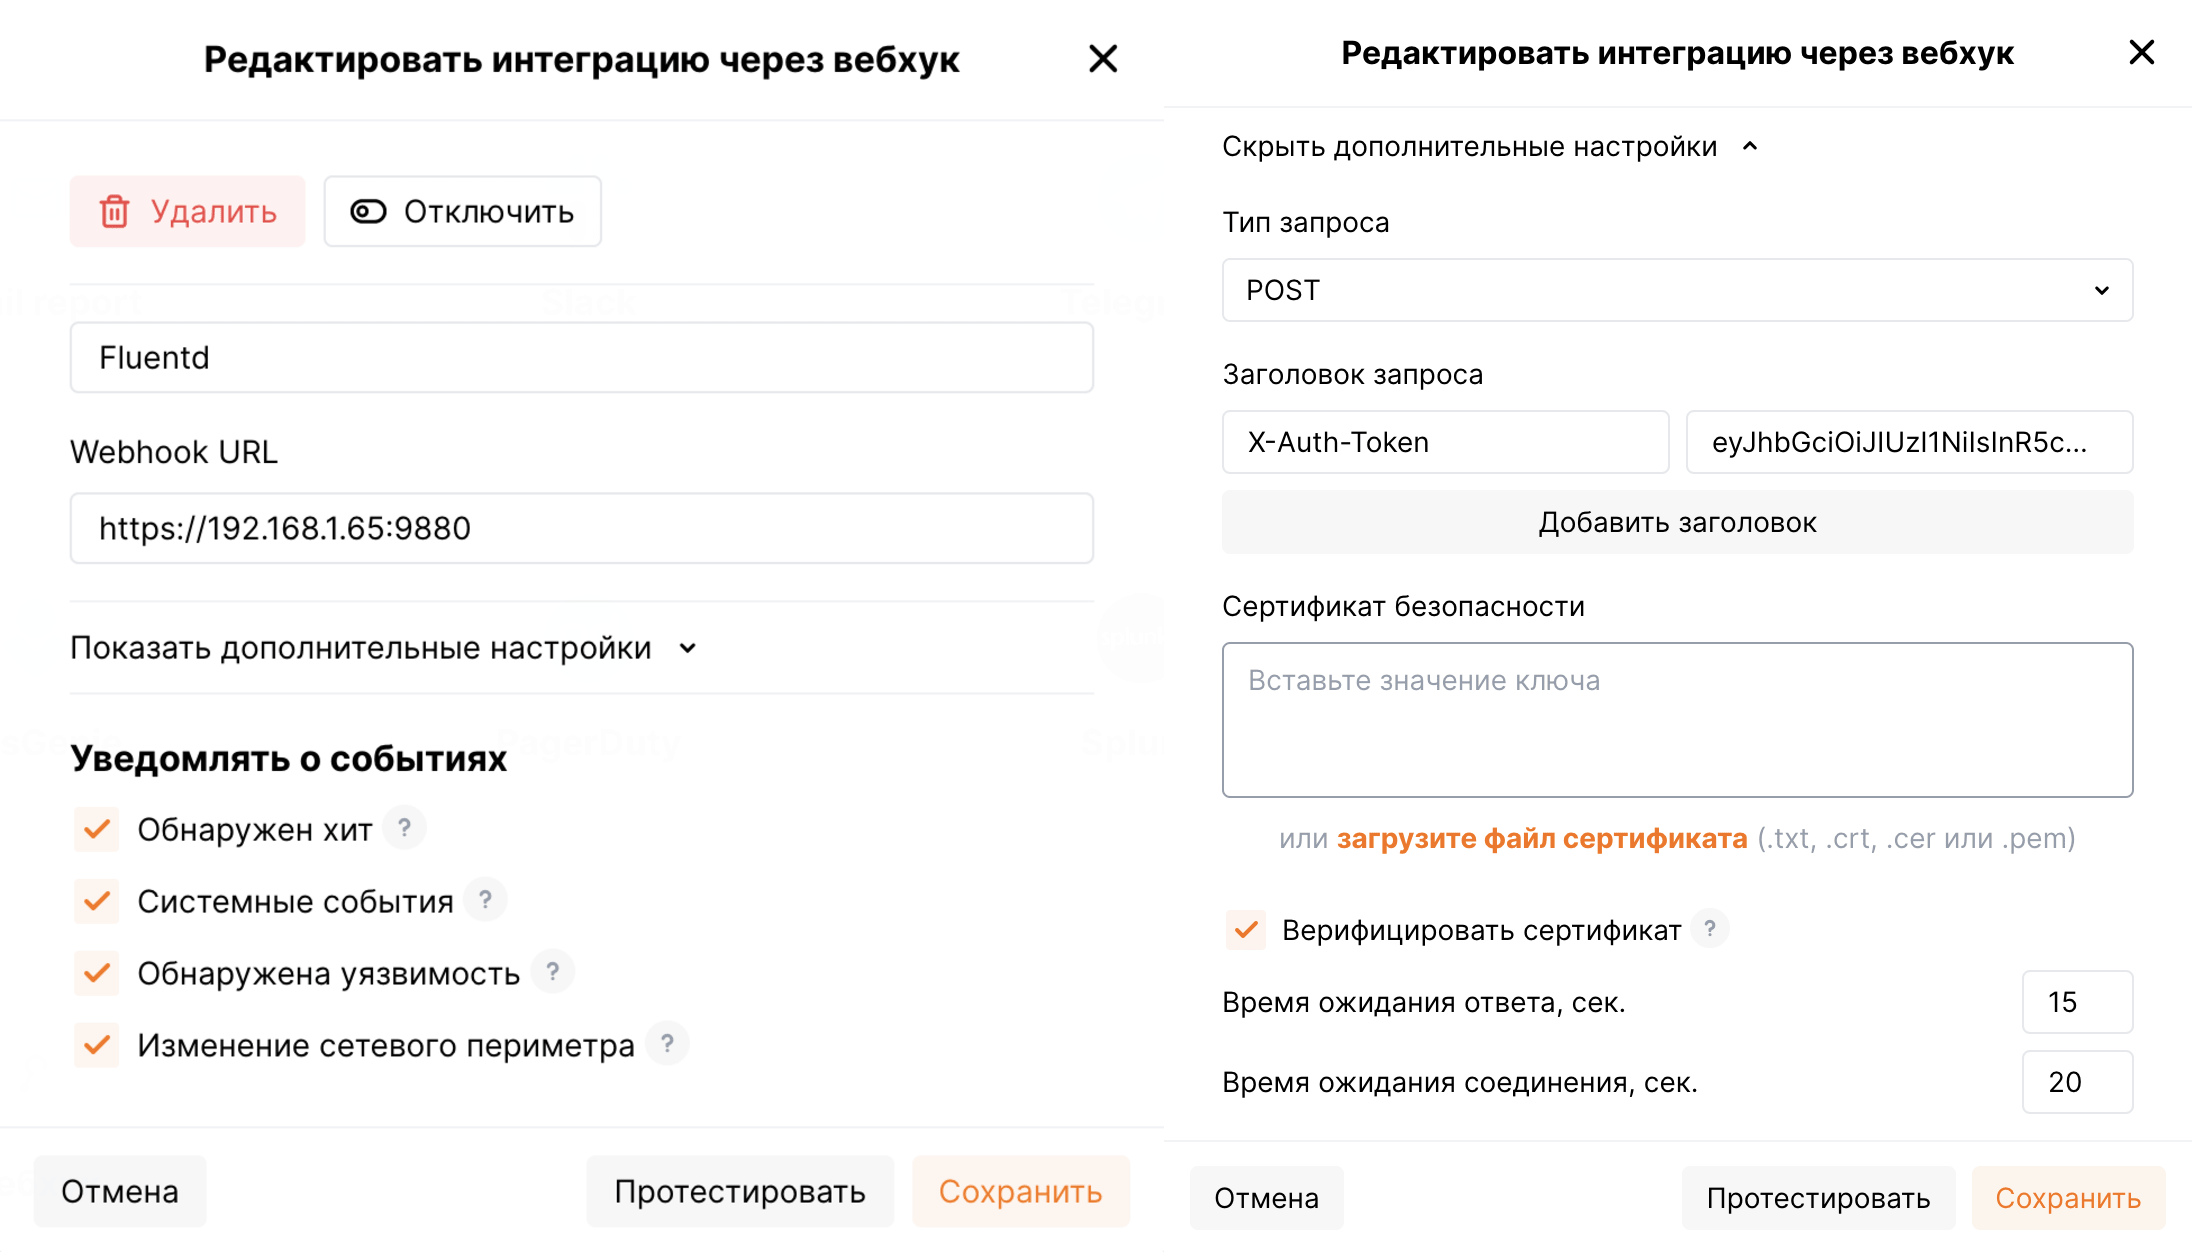 Редактировать интеграцию через вебхук
Удалить
Отключить
Fluentd
Webhook URL
https://192.168.1.65:9880
Показать дополнительные настройки
Уведомлять о событиях
Обнаружен хит ?
Системные события ?
Обнаружена уязвимость ?
Изменение сетевого периметра ?
Отмена
Протестировать
Сохранить
Редактировать интеграцию через вебхук
Скрыть дополнительные настройки
Тип запроса
POST
Заголовок запроса
X-Auth-Token
eyJhbGciOiJIUzI1NiIsInR5c...
Добавить заголовок
Сертификат безопасности
Вставьте значение ключа
или загрузите файл сертификата (.txt, .crt, .cer или .pem)
Верифицировать сертификат ?
Время ожидания ответа, сек.
15
Время ожидания соединения, сек.
20
Отмена
Протестировать
Сохранить